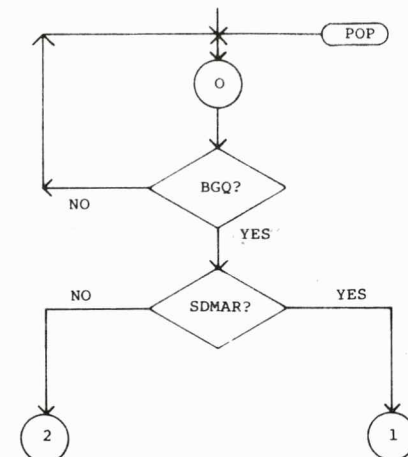 POP
O
BGQ?
NO
YES
SDMAR?
NO
YES
2
1